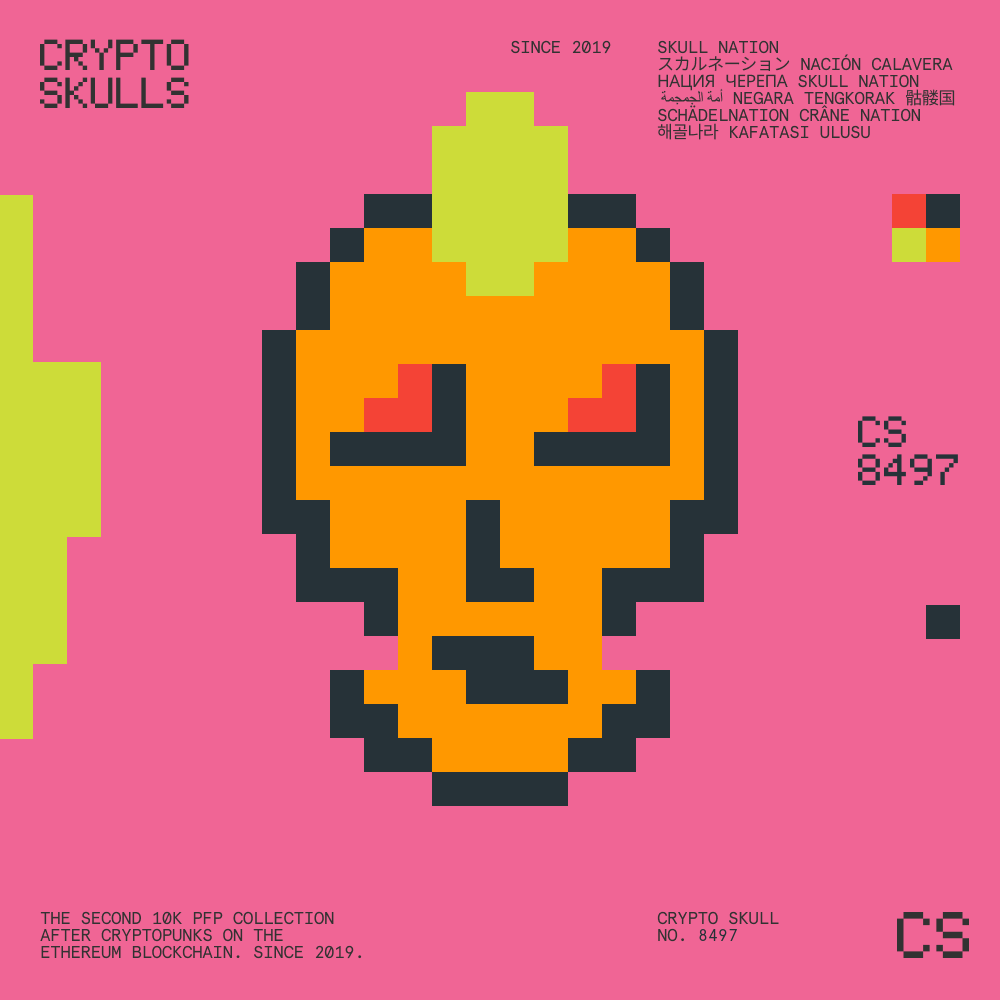 CRYPTO
SKULLS
SINCE 2019
SKULL NATION
スカルネーション NACIÓN CALAVERA
НАЦИЯ ЧЕРЕПА SKULL NATION
أمة الجمجمة NEGARA TENGKORAK 骷髅国
SCHÄDELNATION CRÂNE NATION
해골나라 KAFATASI ULUSU
CS
8497
THE SECOND 10K PFP COLLECTION
AFTER CRYPTOPUNKS ON THE
ETHEREUM BLOCKCHAIN. SINCE 2019.
CRYPTO SKULL
NO. 8497
CS